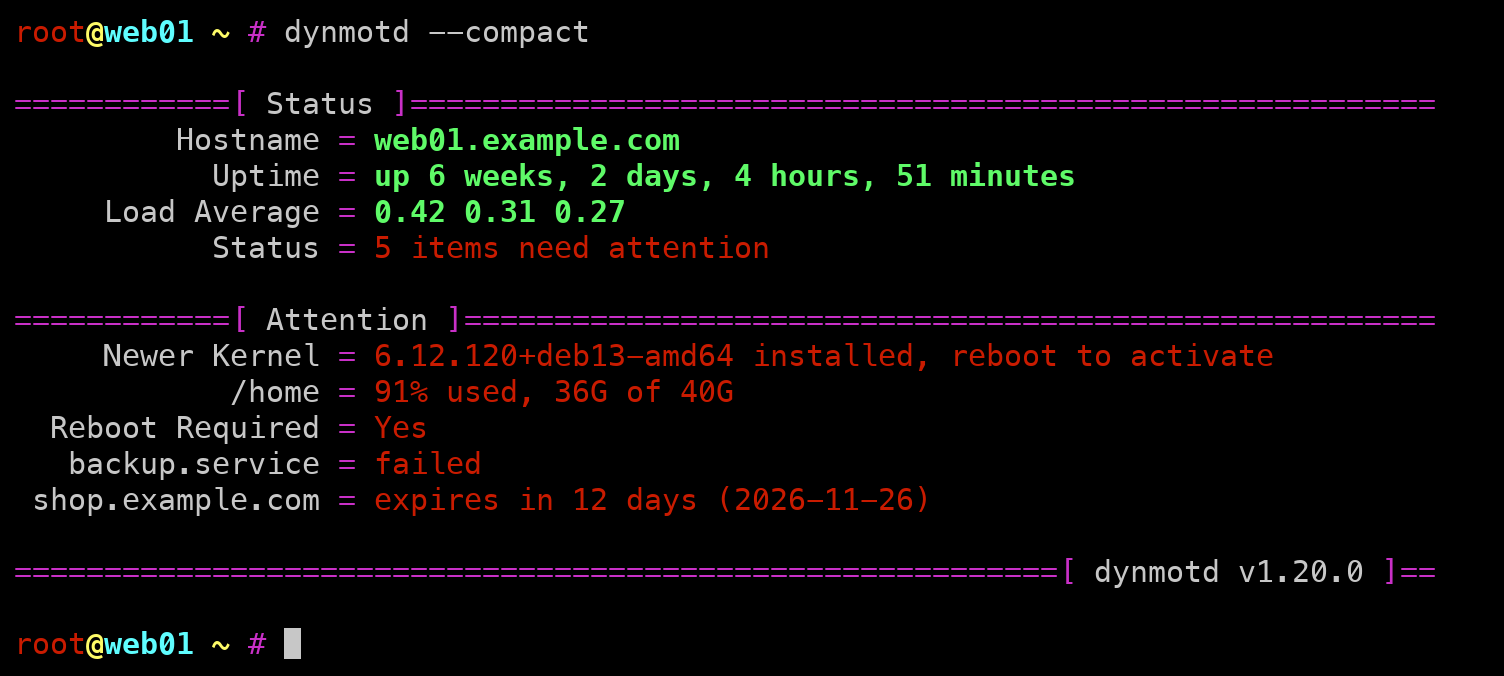 root@web01 ~ # dynmotd --compact
============[ Status ]=========================================================
Hostname = web01.example.com
Uptime = up 6 weeks, 2 days, 4 hours, 51 minutes
Load Average = 0.42 0.31 0.27
Status = 5 items need attention
============[ Attention ]======================================================
Newer Kernel = 6.12.120+deb13-amd64 installed, reboot to activate
/home = 91% used, 36G of 40G
Reboot Required = Yes
backup.service = failed
shop.example.com = expires in 12 days (2026-11-26)
==========================================================[ dynmotd v1.20.0 ]==
root@web01 ~ #